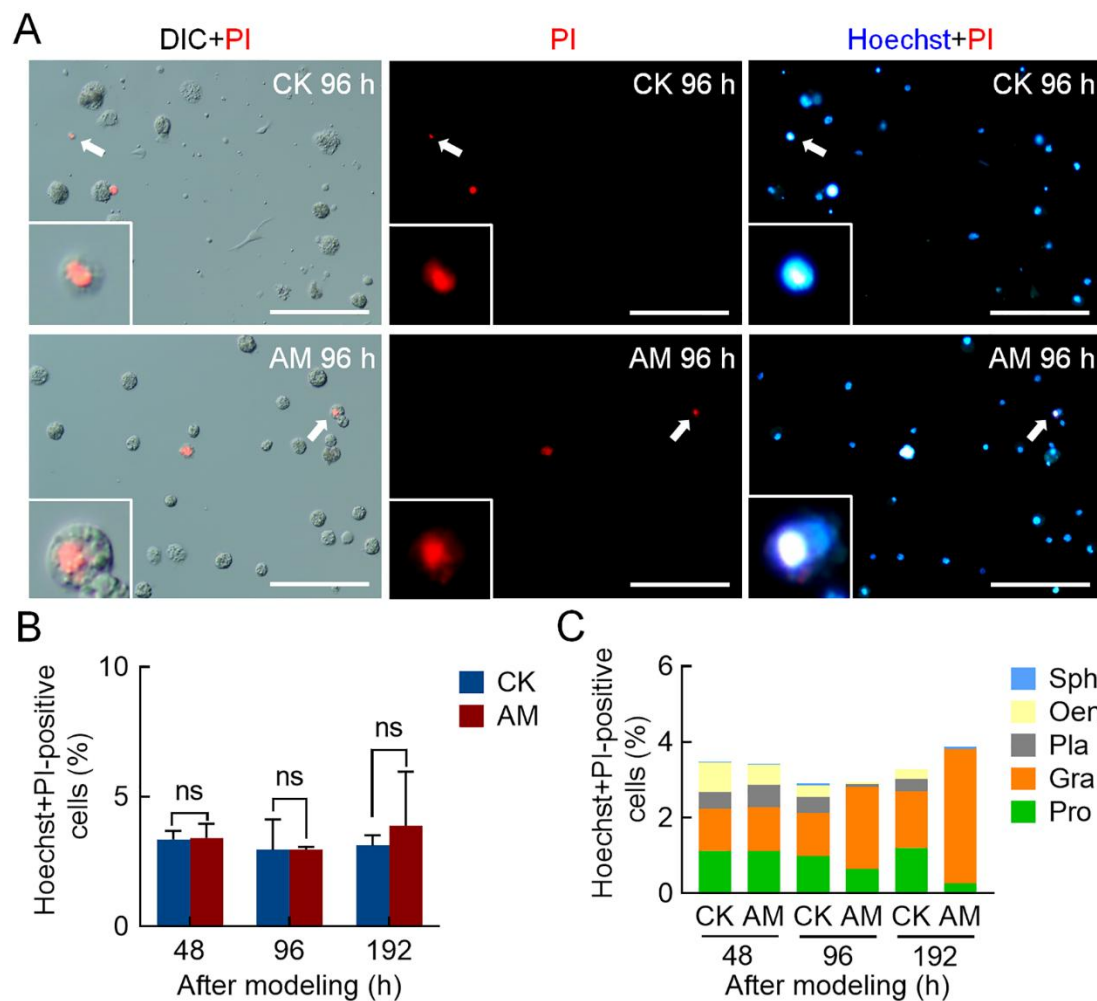 A
DIC+PI
PI
Hoechst+PI
CK 96 h
CK 96 h
CK 96 h
AM 96 h
AM 96 h
AM 96 h
B
Hoechst+PI-positive
cells (%)
10
5
0
ns
ns
ns
CK
AM
48
96
192
After modeling (h)
C
Hoechst+PI-positive
cells (%)
6
4
2
0
Sph
Oen
Pla
Gra
Pro
CK AM
CK AM
CK AM
48
96
192
After modeling (h)